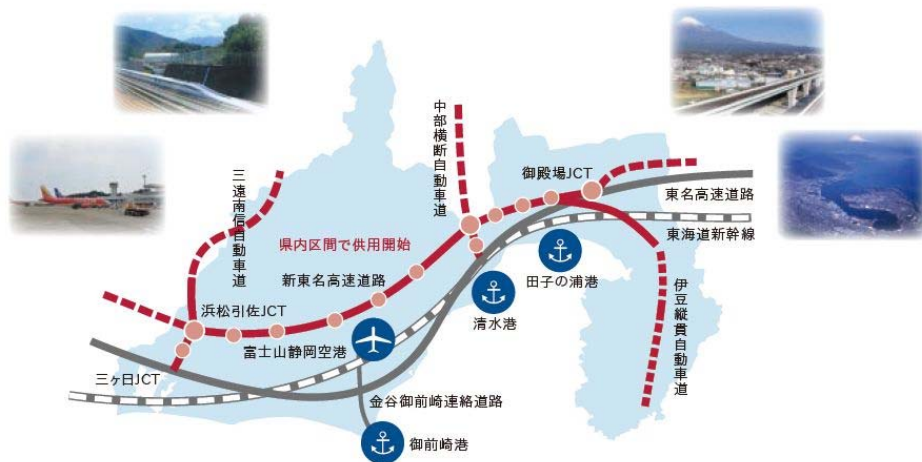 中部横断自動車道
御殿場JCT
三遠南信自動車道
東名高速道路
県内区間で供用開始
東海道新幹線
新東名高速道路
田子の浦港
浜松引佐JCT
清水港
伊豆縦貫自動車道
富士山静岡空港
三ヶ日JCT
金谷御前崎連絡道路
御前崎港